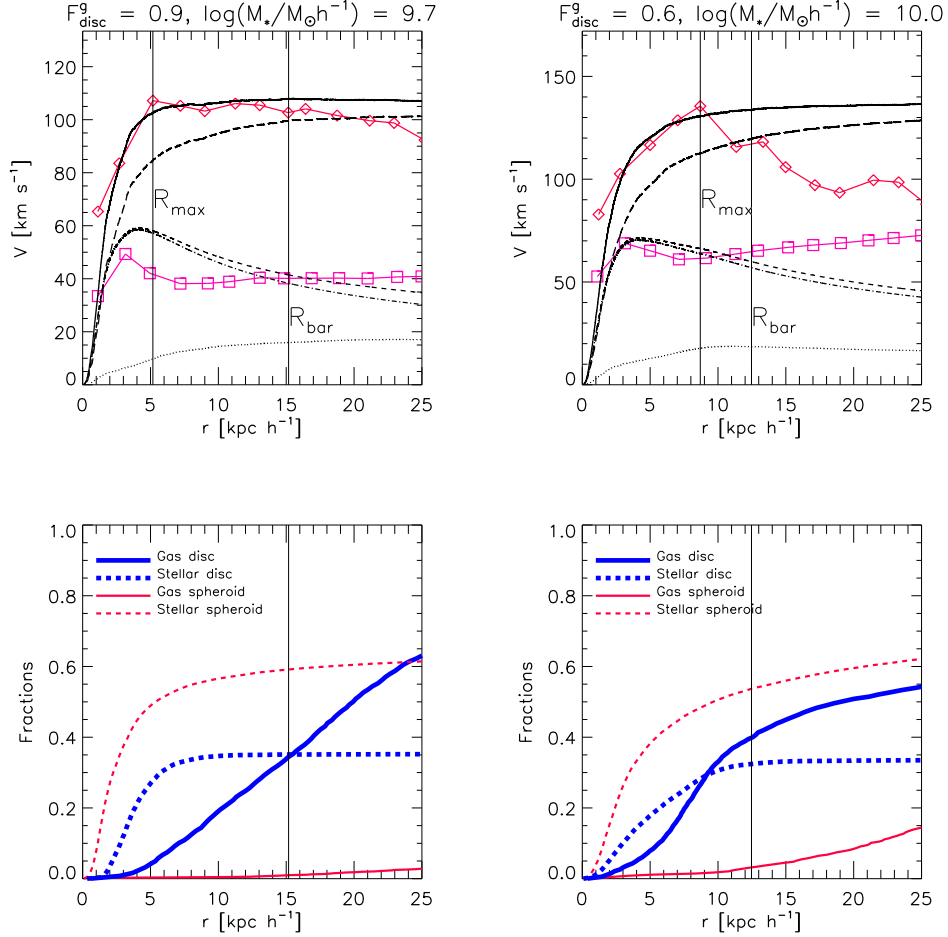 F^g_disc = 0.9, log(M_*/M_⊙h^-1) = 9.7
F^g_disc = 0.6, log(M_*/M_⊙h^-1) = 10.0
V [km s^-1]
120
100
80
60
40
20
0
R_max
R_bar
0 5 10 15 20 25
r [kpc h^-1]
V [km s^-1]
150
100
50
0
R_max
R_bar
0 5 10 15 20 25
r [kpc h^-1]
Fractions
1.0
0.8
0.6
0.4
0.2
0.0
Gas disc
Stellar disc
Gas spheroid
Stellar spheroid
0 5 10 15 20 25
r [kpc h^-1]
Fractions
1.0
0.8
0.6
0.4
0.2
0.0
Gas disc
Stellar disc
Gas spheroid
Stellar spheroid
0 5 10 15 20 25
r [kpc h^-1]